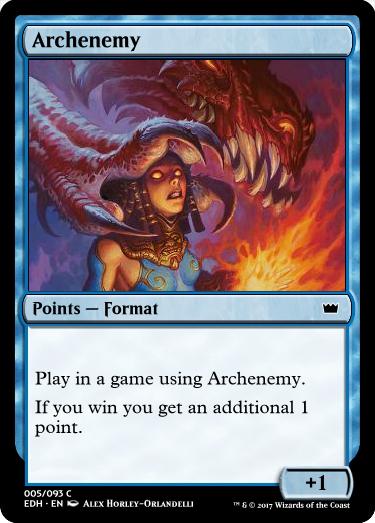 Archenemy
Points — Format
Play in a game using Archenemy.
If you win you get an additional 1
point.
+1
005/093 C
EDH • EN Alex Horley-Orlandelli
™ & © 2017 Wizards of the Coast